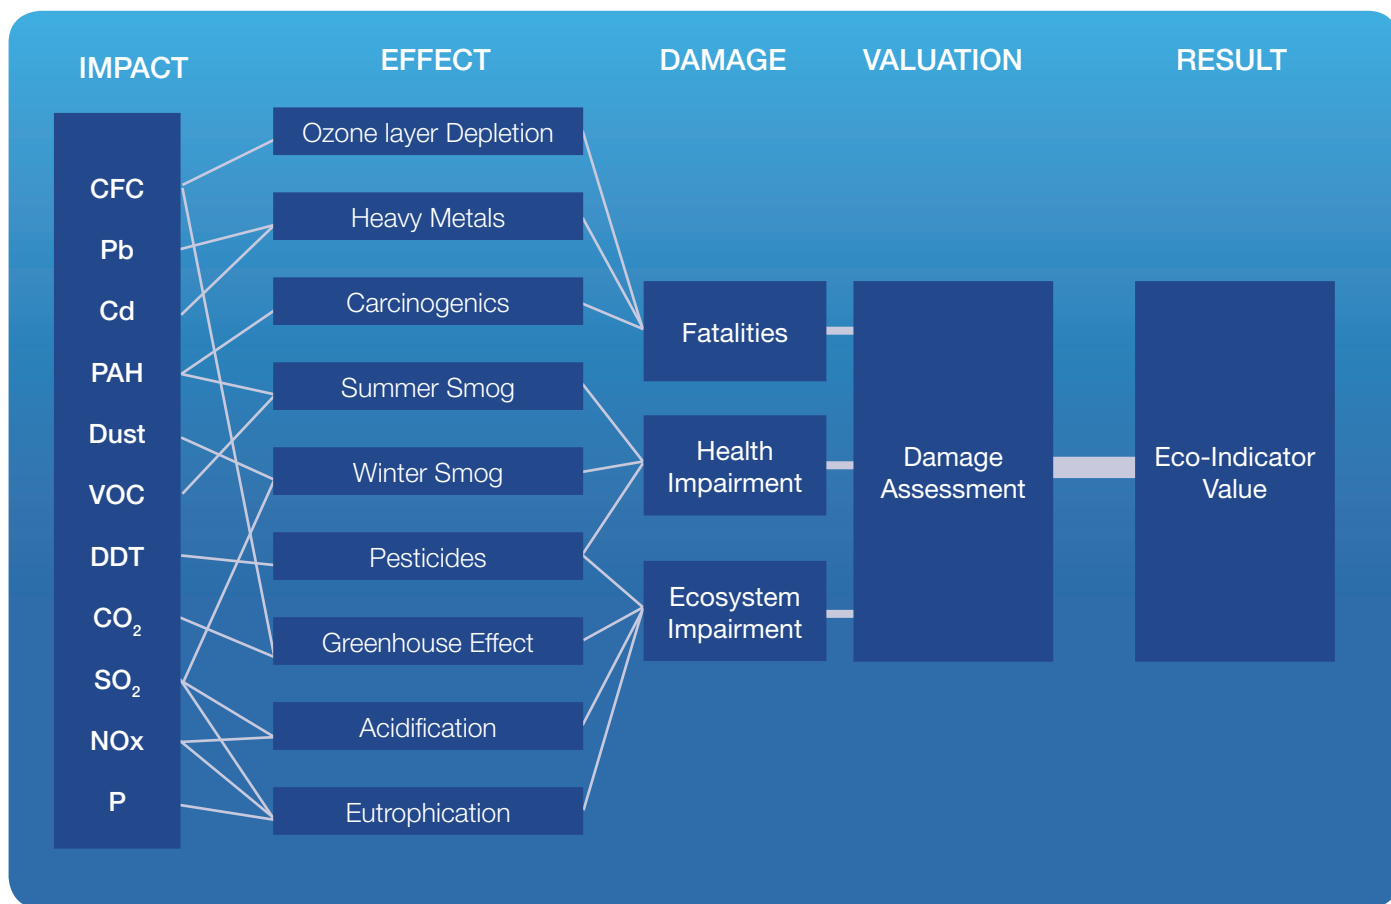 IMPACT
EFFECT
DAMAGE
VALUATION
RESULT
CFC
Pb
Cd
PAH
Dust
VOC
DDT
CO₂
SO₂
NOx
P
Ozone layer Depletion
Heavy Metals
Carcinogenics
Summer Smog
Winter Smog
Pesticides
Greenhouse Effect
Acidification
Eutrophication
Fatalities
Health
Impairment
Ecosystem
Impairment
Damage
Assessment
Eco-Indicator
Value